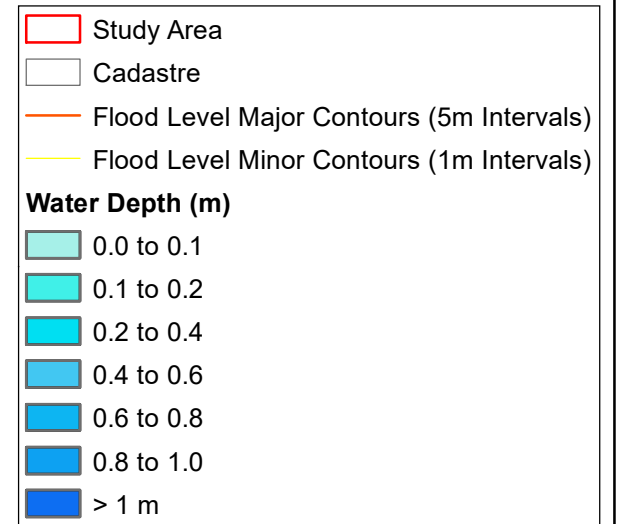 Study Area
Cadastre
Flood Level Major Contours (5m Intervals)
Flood Level Minor Contours (1m Intervals)
Water Depth (m)
0.0 to 0.1
0.1 to 0.2
0.2 to 0.4
0.4 to 0.6
0.6 to 0.8
0.8 to 1.0
> 1 m